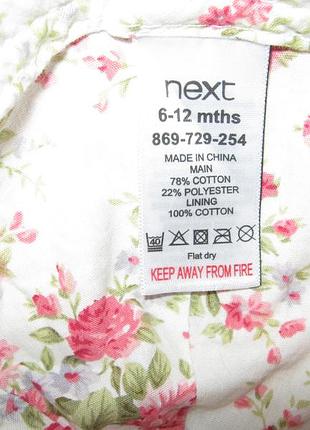 next
6-12 mths
869-729-254
MADE IN CHINA
MAIN
78% COTTON
22% POLYESTER
LINING
100% COTTON
40
Flat dry
KEEP AWAY FROM FIRE